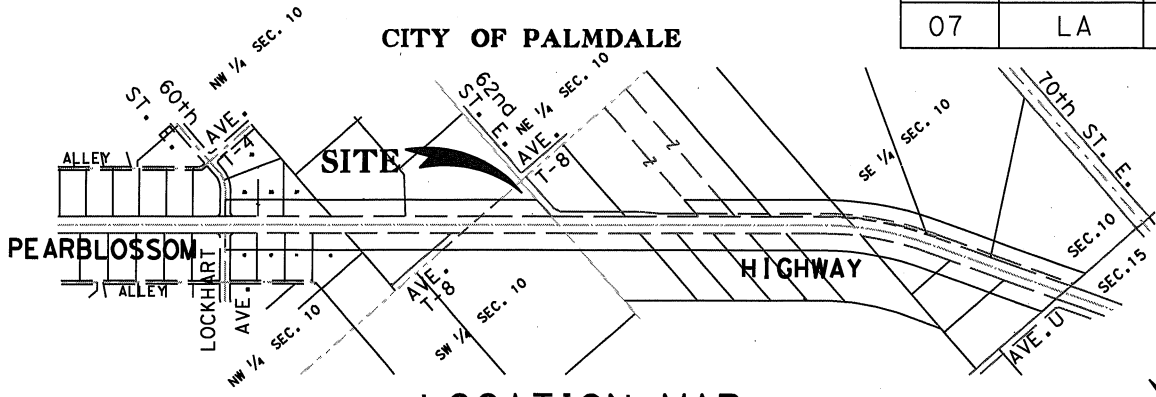 07 LA
CITY OF PALMDALE
NW 1/4 SEC. 10
60th ST.
AVE. T-4
62nd ST. E.
NE 1/4 SEC. 10
AVE. T-8
SITE
ALLEY
SE 1/4 SEC. 10
70th ST. E.
PEARBLOSSOM
HIGHWAY
ALLEY
LOCKHART AVE.
AVE. T-8
NW 1/4 SEC. 10
SW 1/4 SEC. 10
SEC. 10
SEC. 15
AVE. U
LOCATION MAP